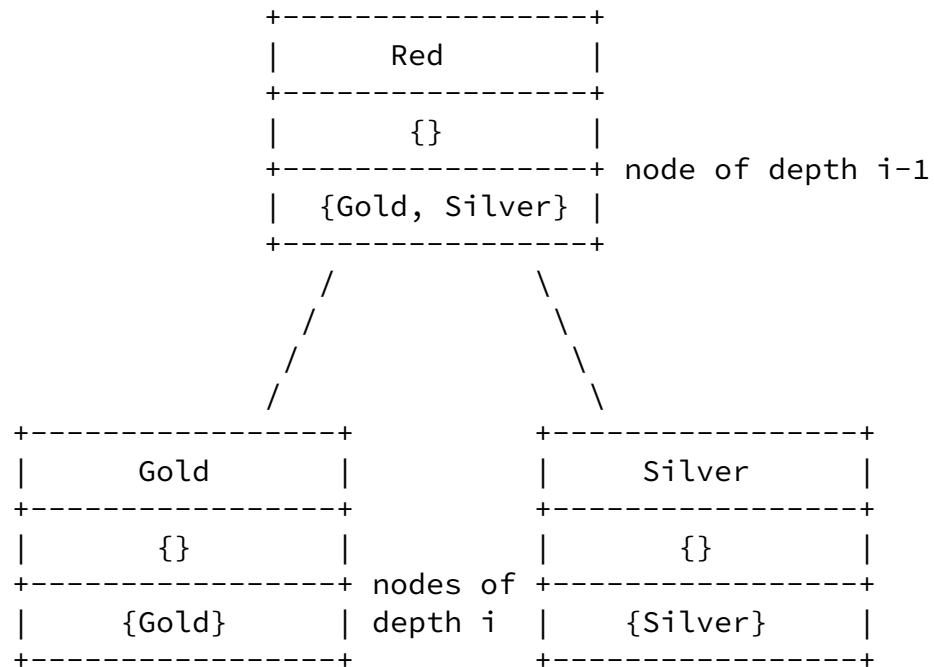 Red
{}
node of depth i-1
{Gold, Silver}
Gold
Silver
{}
{}
nodes of
{Gold}
depth i
{Silver}